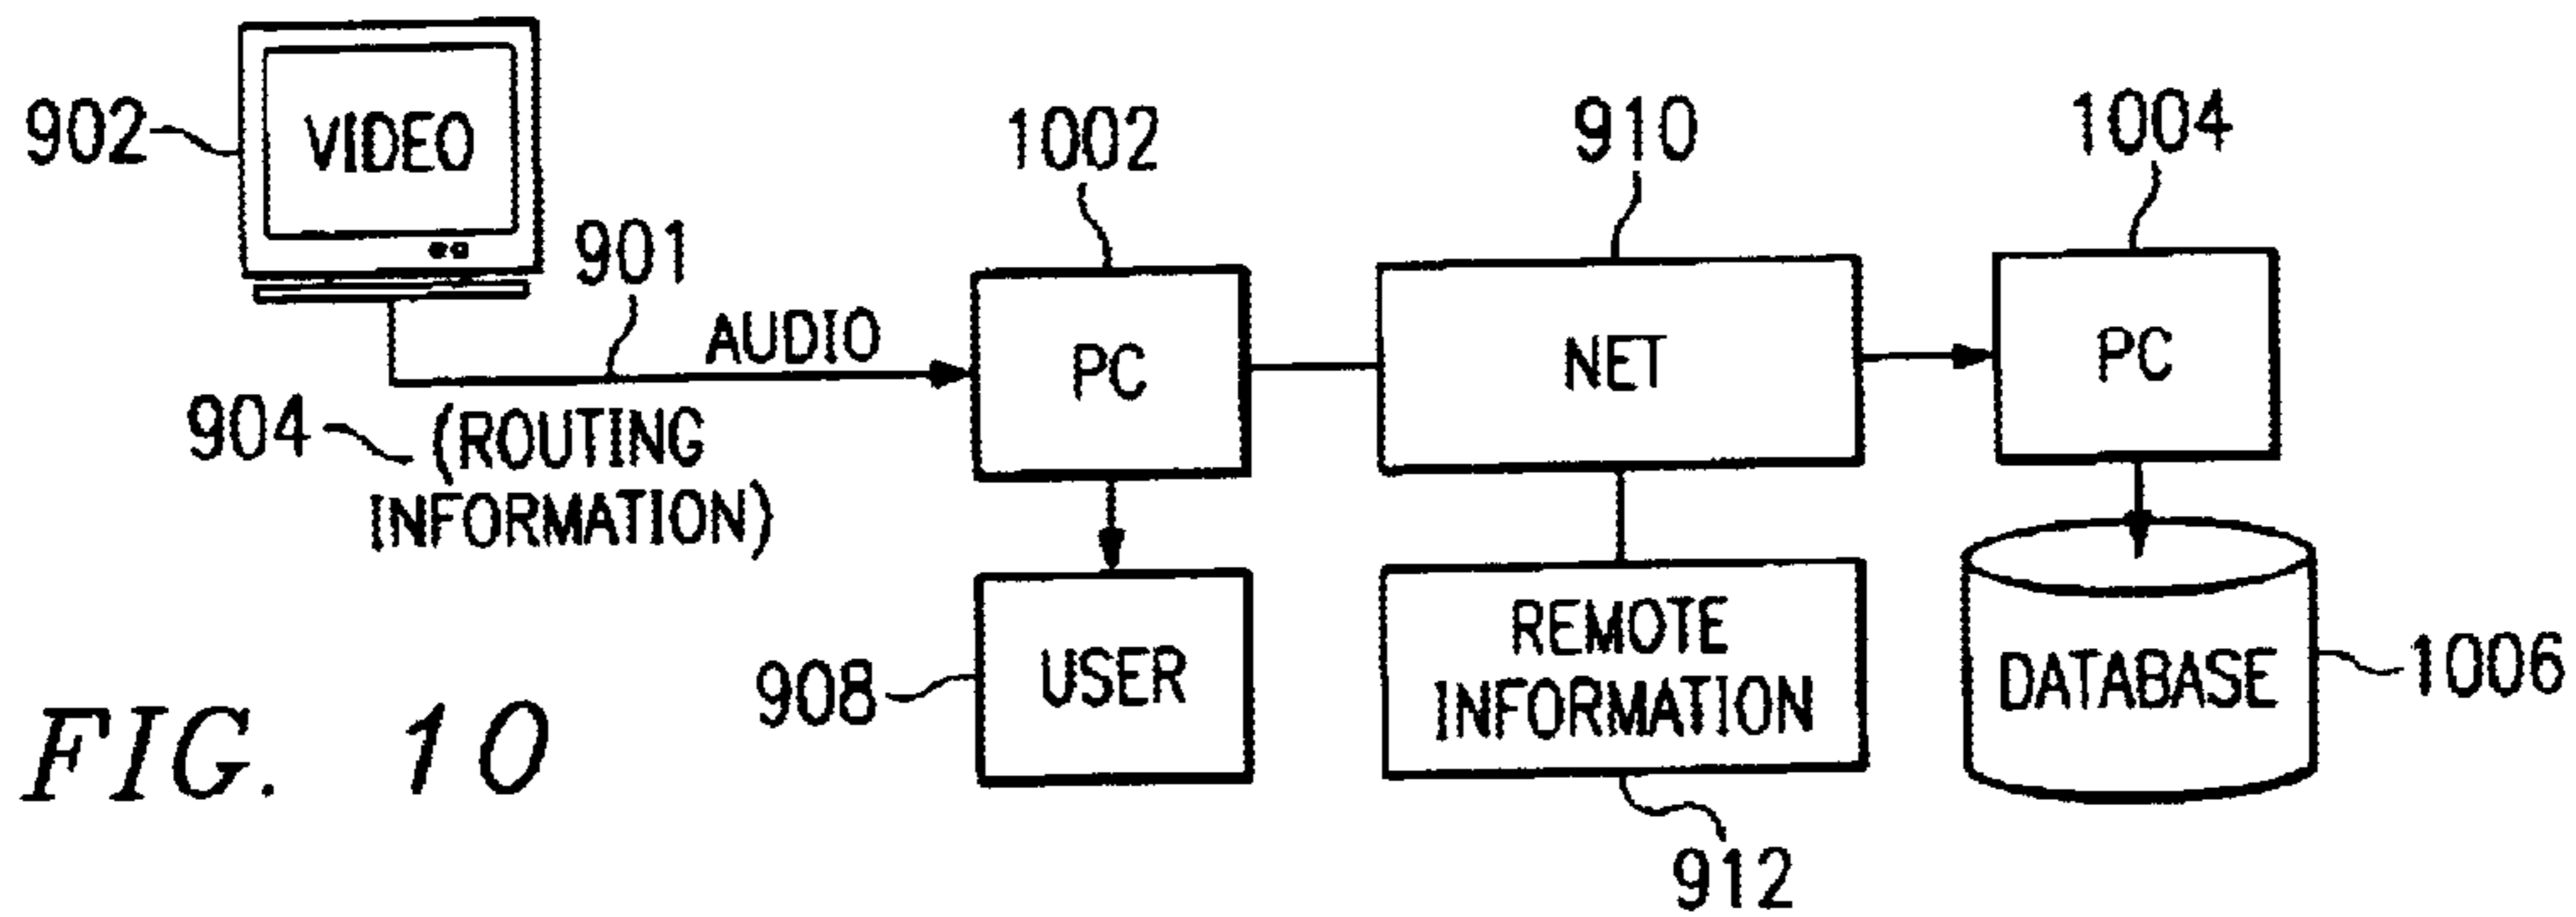 902
VIDEO
901
AUDIO
904
(ROUTING
INFORMATION)
1002
PC
908
USER
910
NET
REMOTE
INFORMATION
912
1004
PC
DATABASE
1006
FIG. 10